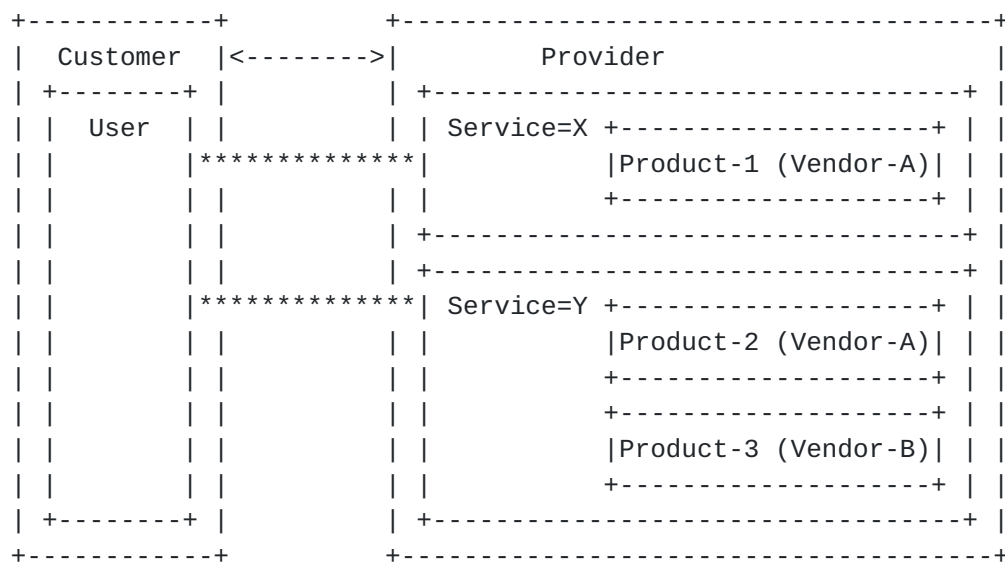 Customer Provider
User Service=X
Product-1 (Vendor-A)
Service=Y
Product-2 (Vendor-A)
Product-3 (Vendor-B)